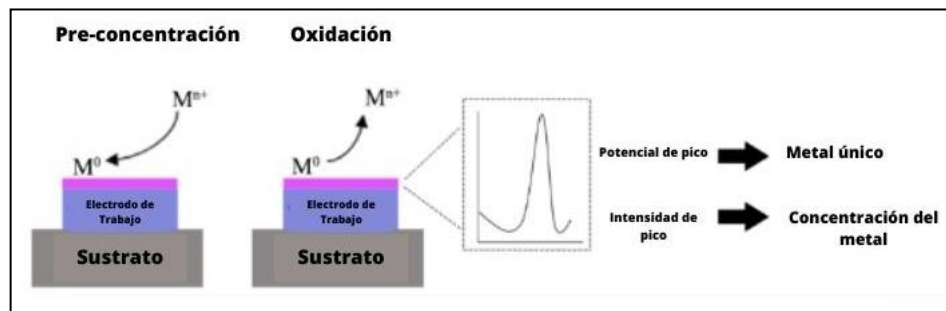 Pre-concentración
Oxidación
Mⁿ⁺
M⁰
Electrodo de
Trabajo
Sustrato
Mⁿ⁺
M⁰
Electrodo de
Trabajo
Sustrato
Potencial de pico
Metal único
Intensidad de
pico
Concentración del
metal